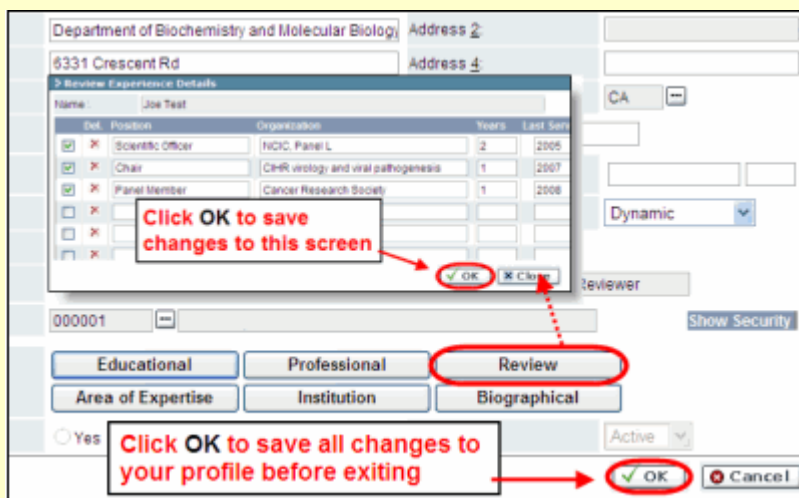 Department of Biochemistry and Molecular Biology Address 2:
6331 Crescent Rd Address 4:
> Review Experience Details
Name: Joe Test
CA
Del. Position Organization Years Last Serv
Scientific Officer NCIC, Panel L 2 2005
Chair CIHR virology and viral pathogenesis 1 2007
Panel Member Cancer Research Society 1 2008
Dynamic
Click OK to save
changes to this screen
OK Close
Reviewer
000001 Show Security
Educational Professional Review
Area of Expertise Institution Biographical
Yes Active
Click OK to save all changes to
your profile before exiting
OK Cancel